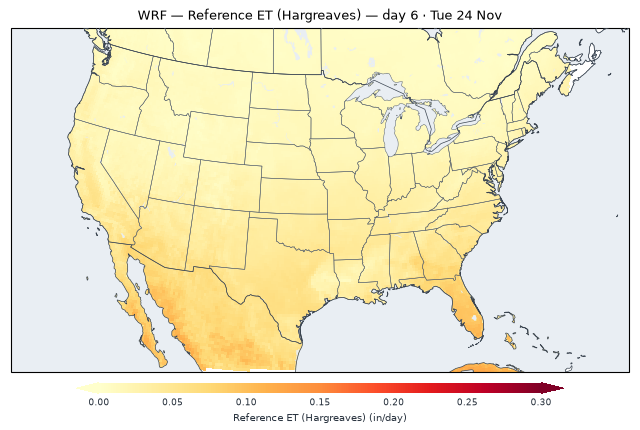 WRF — Reference ET (Hargreaves) — day 6 · Tue 24 Nov
0.00 0.05 0.10 0.15 0.20 0.25 0.30
Reference ET (Hargreaves) (in/day)